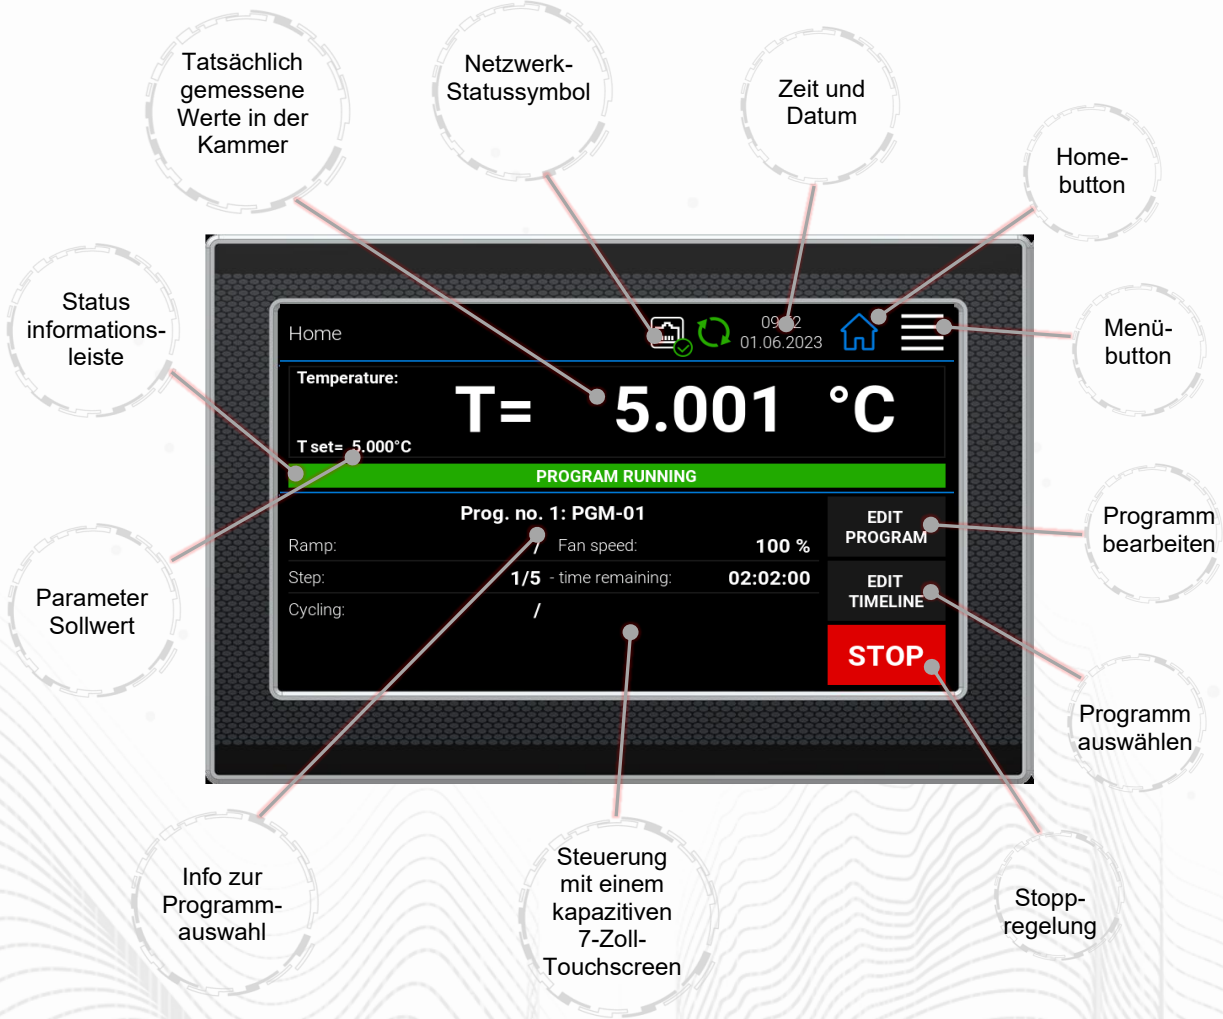 Tatsächlich
gemessene
Werte in der
Kammer
Netzwerk-
Statussymbol
Zeit und
Datum
Home-
button
Status
informations-
leiste
Menü-
button
Parameter
Sollwert
Programm
bearbeiten
Programm
auswählen
Info zur
Programm-
auswahl
Steuerung
mit einem
kapazitiven
7-Zoll-
Touchscreen
Stopp-
regelung
Home
01.06.2023
Temperature:
T= 5.001 °C
T set= 5.000°C
PROGRAM RUNNING
Prog. no. 1: PGM-01
Ramp: / Fan speed: 100 %
Step: 1/5 - time remaining: 02:02:00
Cycling: /
EDIT
PROGRAM
EDIT
TIMELINE
STOP